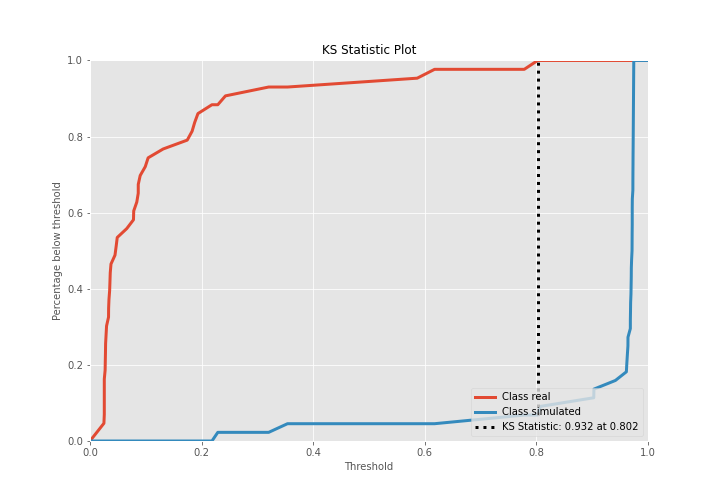 KS Statistic Plot
1.0
0.8
0.6
0.4
0.2
0.0
Percentage below threshold
Class real
Class simulated
KS Statistic: 0.932 at 0.802
0.0 0.2 0.4 0.6 0.8 1.0
Threshold